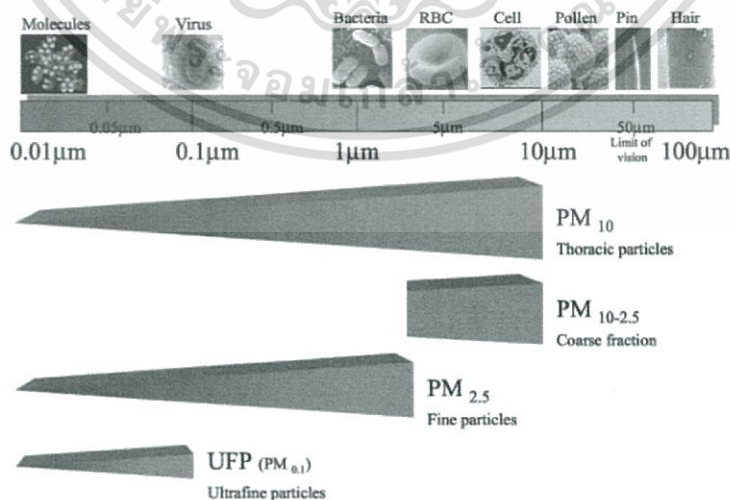 Molecules Virus Bacteria RBC Cell Pollen Pin Hair
0.05μm 0.5μm 5μm 50μm
0.01μm 0.1μm 1μm 10μm Limit of vision 100μm
PM 10
Thoracic particles
PM 10-2.5
Coarse fraction
PM 2.5
Fine particles
UFP (PM 0.1)
Ultrafine particles